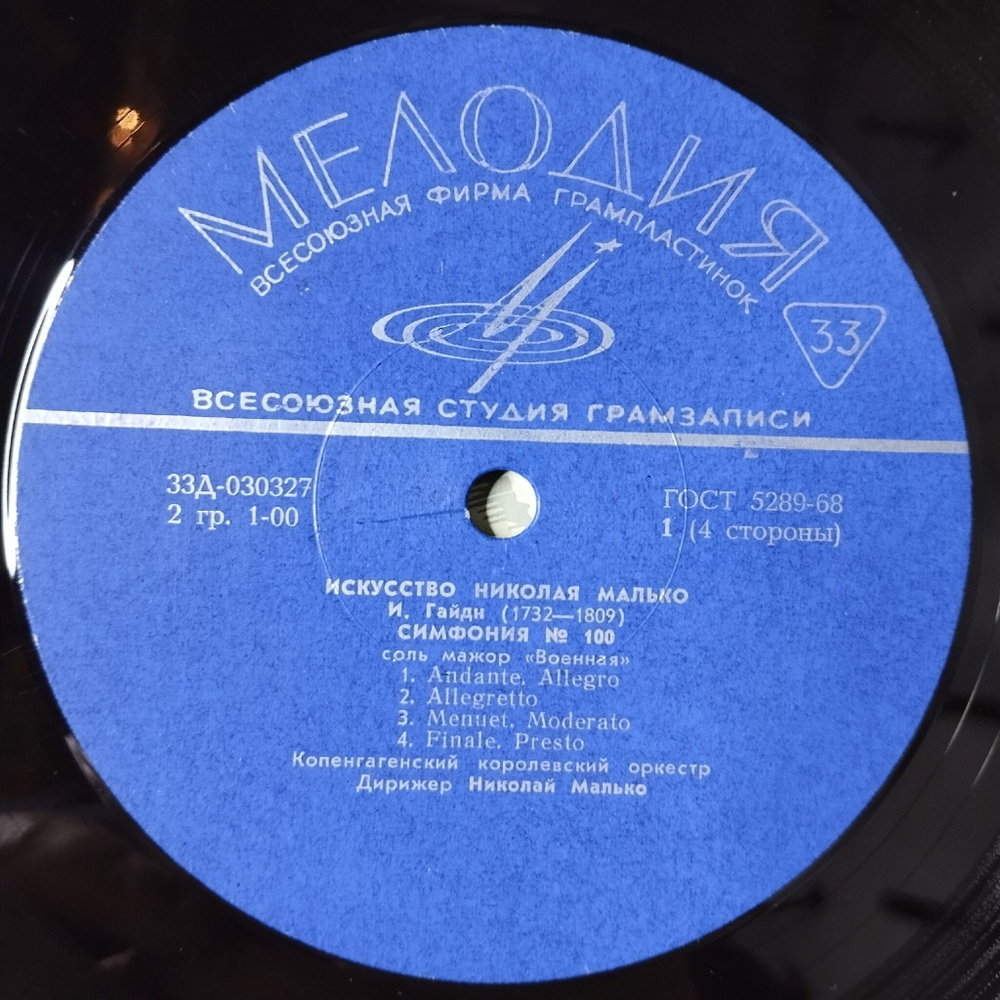 МЕЛОДИЯ
ВСЕСОЮЗНАЯ ФИРМА ГРАМПЛАСТИНОК
33
ВСЕСОЮЗНАЯ СТУДИЯ ГРАМЗАПИСИ
33Д-030327
2 гр. 1-00
ГОСТ 5289-68
1 (4 стороны)
ИСКУССТВО НИКОЛАЯ МАЛЬКО
И. Гайдн (1732—1809)
СИМФОНИЯ № 100
соль мажор «Военная»
1. Andante. Allegro
2. Allegretto
3. Menuet. Moderato
4. Finale. Presto
Копенгагенский королевский оркестр
Дирижер Николай Малько